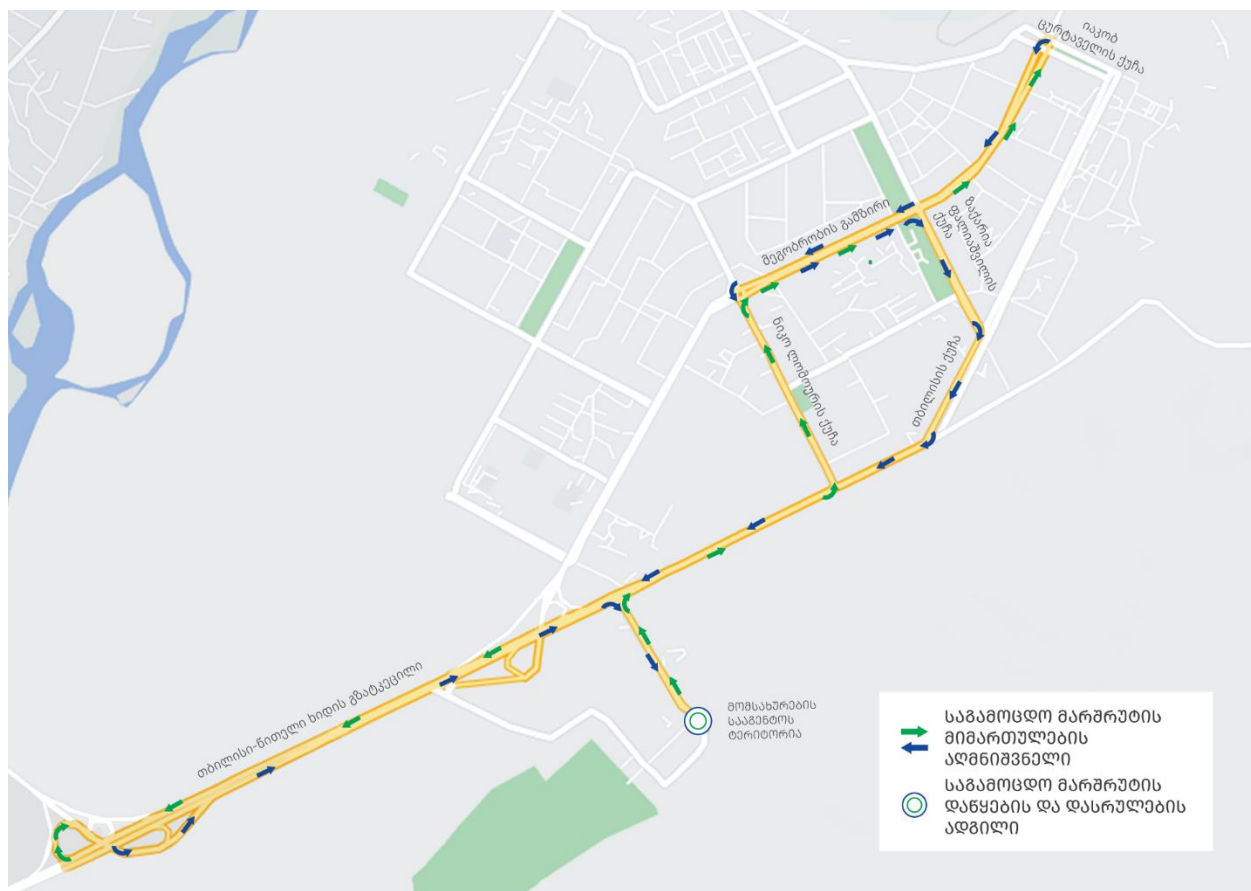 იაკობ
ცურტაველის ქუჩა
მეგობრობის გამზირი
ზაქარია
ფალიაშვილის
ქუჩა
ნიკო ლომოურის ქუჩა
თბილისის ქუჩა
თბილისი-წითელი ხიდის გზატკეცილი
მომსახურების
სააგენტოს
ტერიტორია
საგამოცდო მარშრუტის
მიმართულების
აღმნიშვნელი
საგამოცდო მარშრუტის
დაწყების და დასრულების
ადგილი